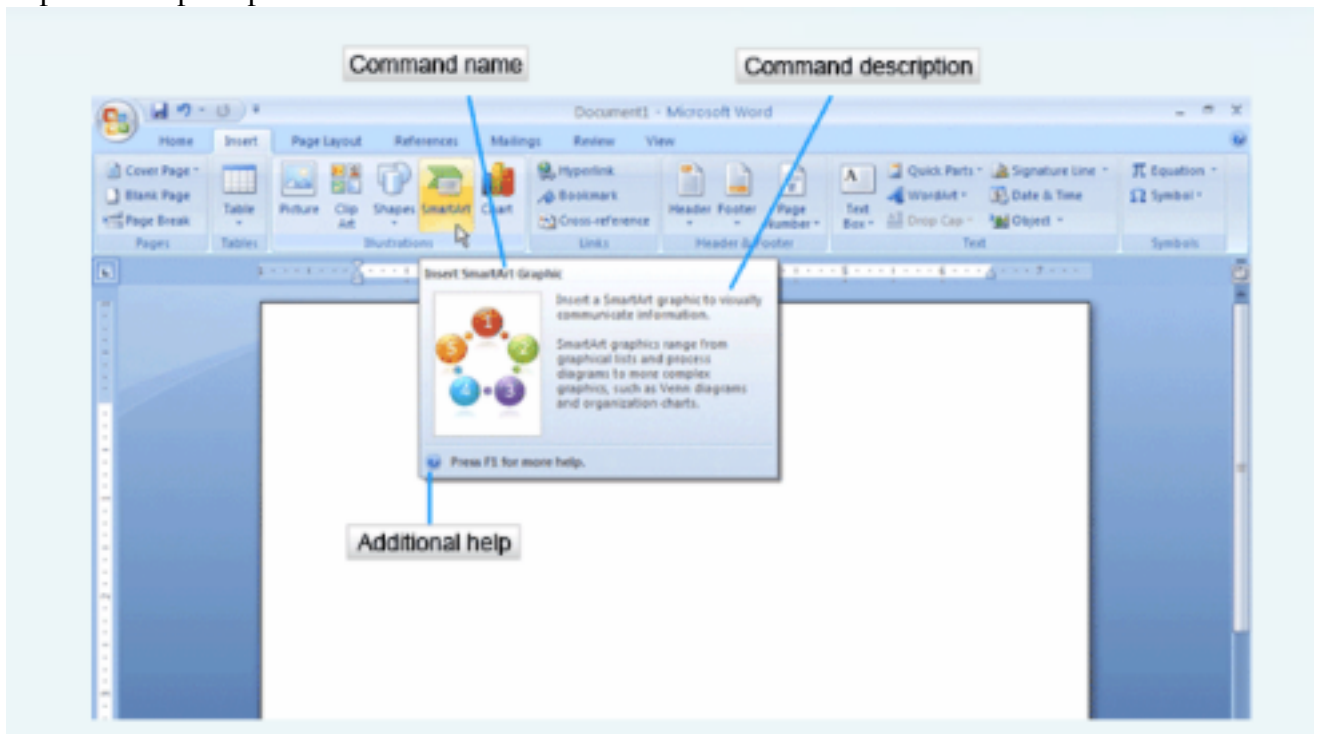 Command name
Command description
Document1 - Microsoft Word
Home Insert Page Layout References Mailings Review View
Cover Page
Blank Page
Page Break
Pages
Table
Tables
Picture
Clip
Art
Shapes
SmartArt
Chart
Illustrations
Hyperlink
Bookmark
Cross-reference
Links
Header
Footer
Page
Number
Header & Footer
A
Text
Box
Quick Parts
WordArt
Drop Cap
Signature Line
Date & Time
Object
Text
π Equation
Ω Symbol
Symbols
Insert SmartArt Graphic
Insert a SmartArt graphic to visually
communicate information.
SmartArt graphics range from
graphical lists and process
diagrams to more complex
graphics, such as Venn diagrams
and organization charts.
1
2
3
4
5
Press F1 for more help.
Additional help